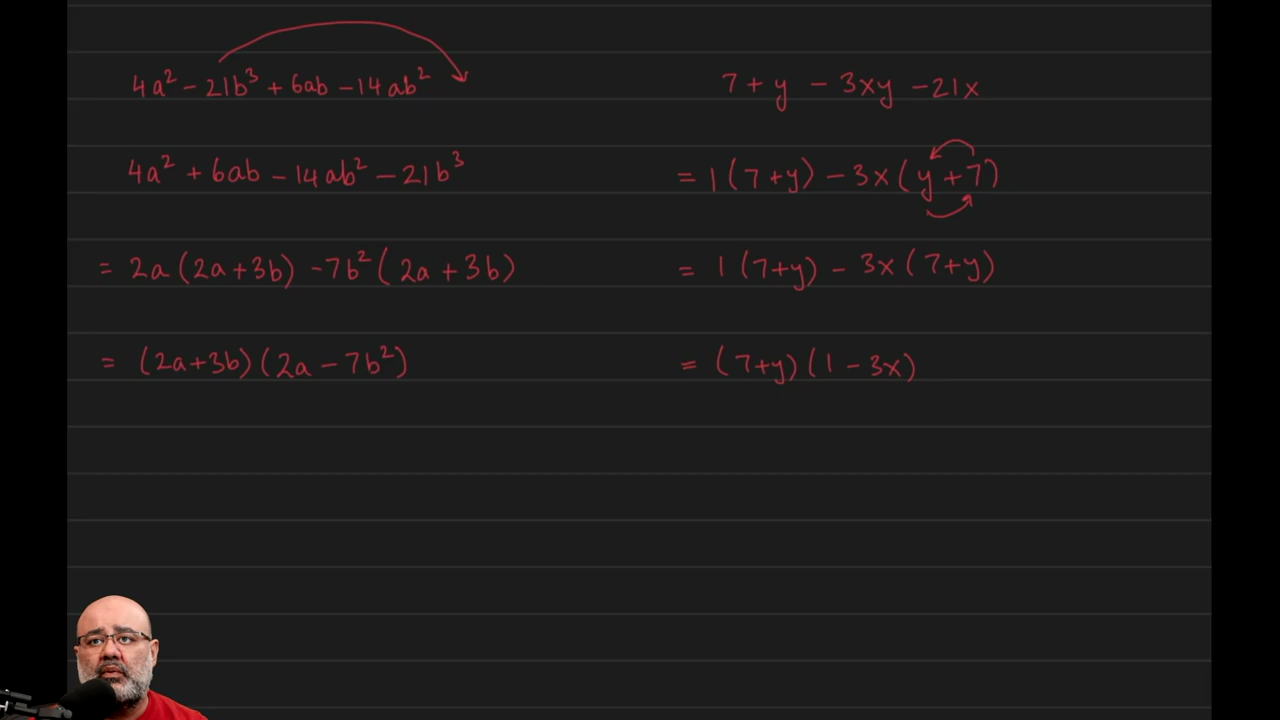 4a² - 21b³ + 6ab - 14ab²
4a² + 6ab - 14ab² - 21b³
= 2a(2a+3b) - 7b²(2a+3b)
= (2a+3b)(2a - 7b²)
7+y - 3xy - 21x
= 1(7+y) - 3x(y+7)
= 1(7+y) - 3x(7+y)
= (7+y)(1 - 3x)